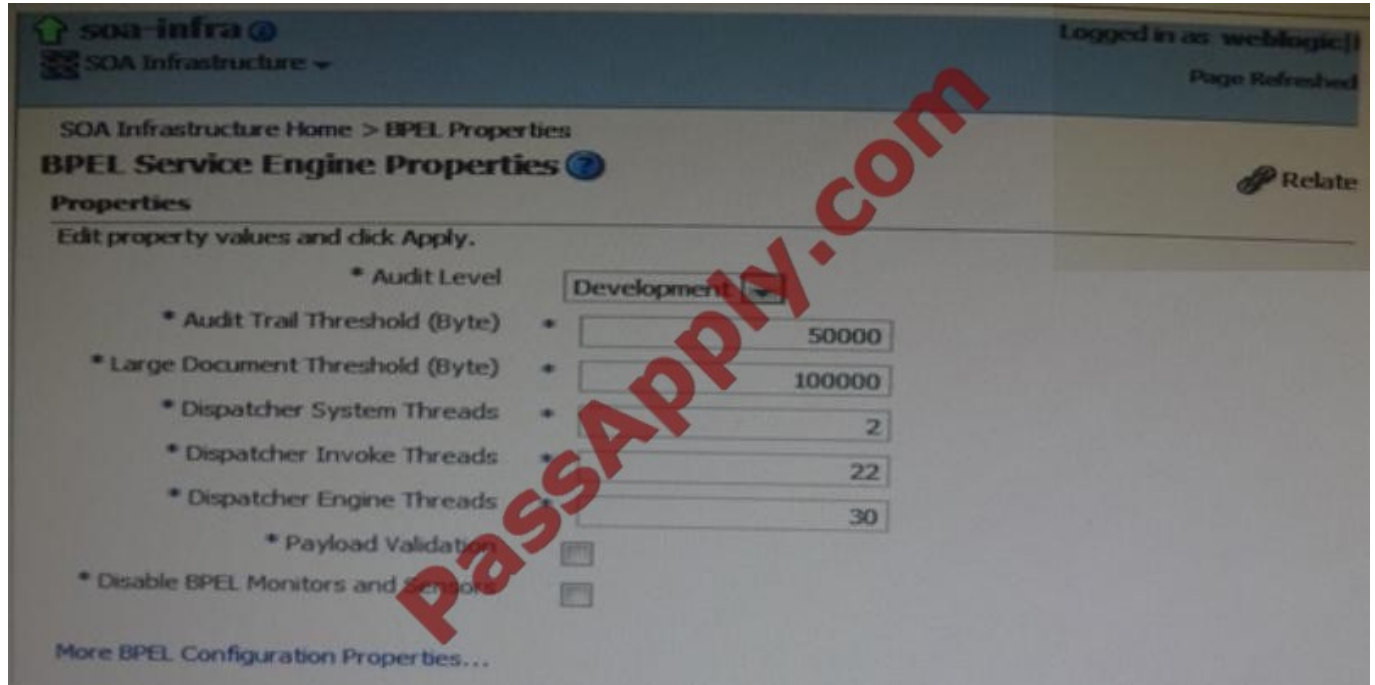 soa-infra
Logged in as weblogic|
SOA Infrastructure
Page Refreshed
SOA Infrastructure Home > BPEL Properties
BPEL Service Engine Properties
Relate
Properties
Edit property values and click Apply.
* Audit Level Development
* Audit Trail Threshold (Byte) * 50000
* Large Document Threshold (Byte) * 100000
* Dispatcher System Threads * 2
* Dispatcher Invoke Threads * 22
* Dispatcher Engine Threads * 30
* Payload Validation
* Disable BPEL Monitors and Sensors
More BPEL Configuration Properties...
PassApply.com